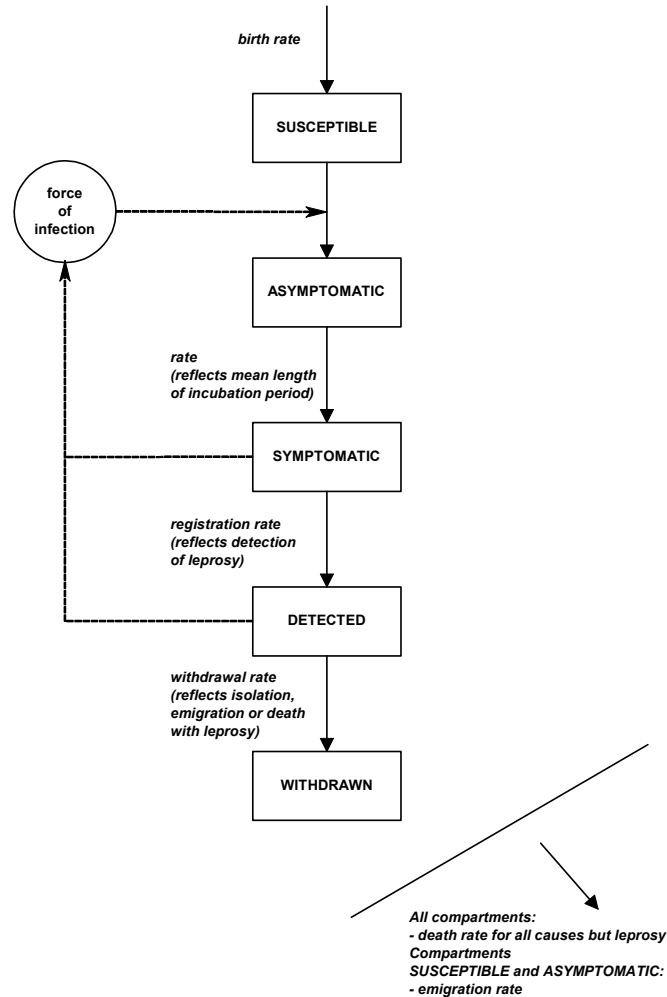 birth rate
SUSCEPTIBLE
force
of
infection
ASYMPTOMATIC
rate
(reflects mean length
of incubation period)
SYMPTOMATIC
registration rate
(reflects detection
of leprosy)
DETECTED
withdrawal rate
(reflects isolation,
emigration or death
with leprosy)
WITHDRAWN
All compartments:
- death rate for all causes but leprosy
Compartments
SUSCEPTIBLE and ASYMPTOMATIC:
- emigration rate